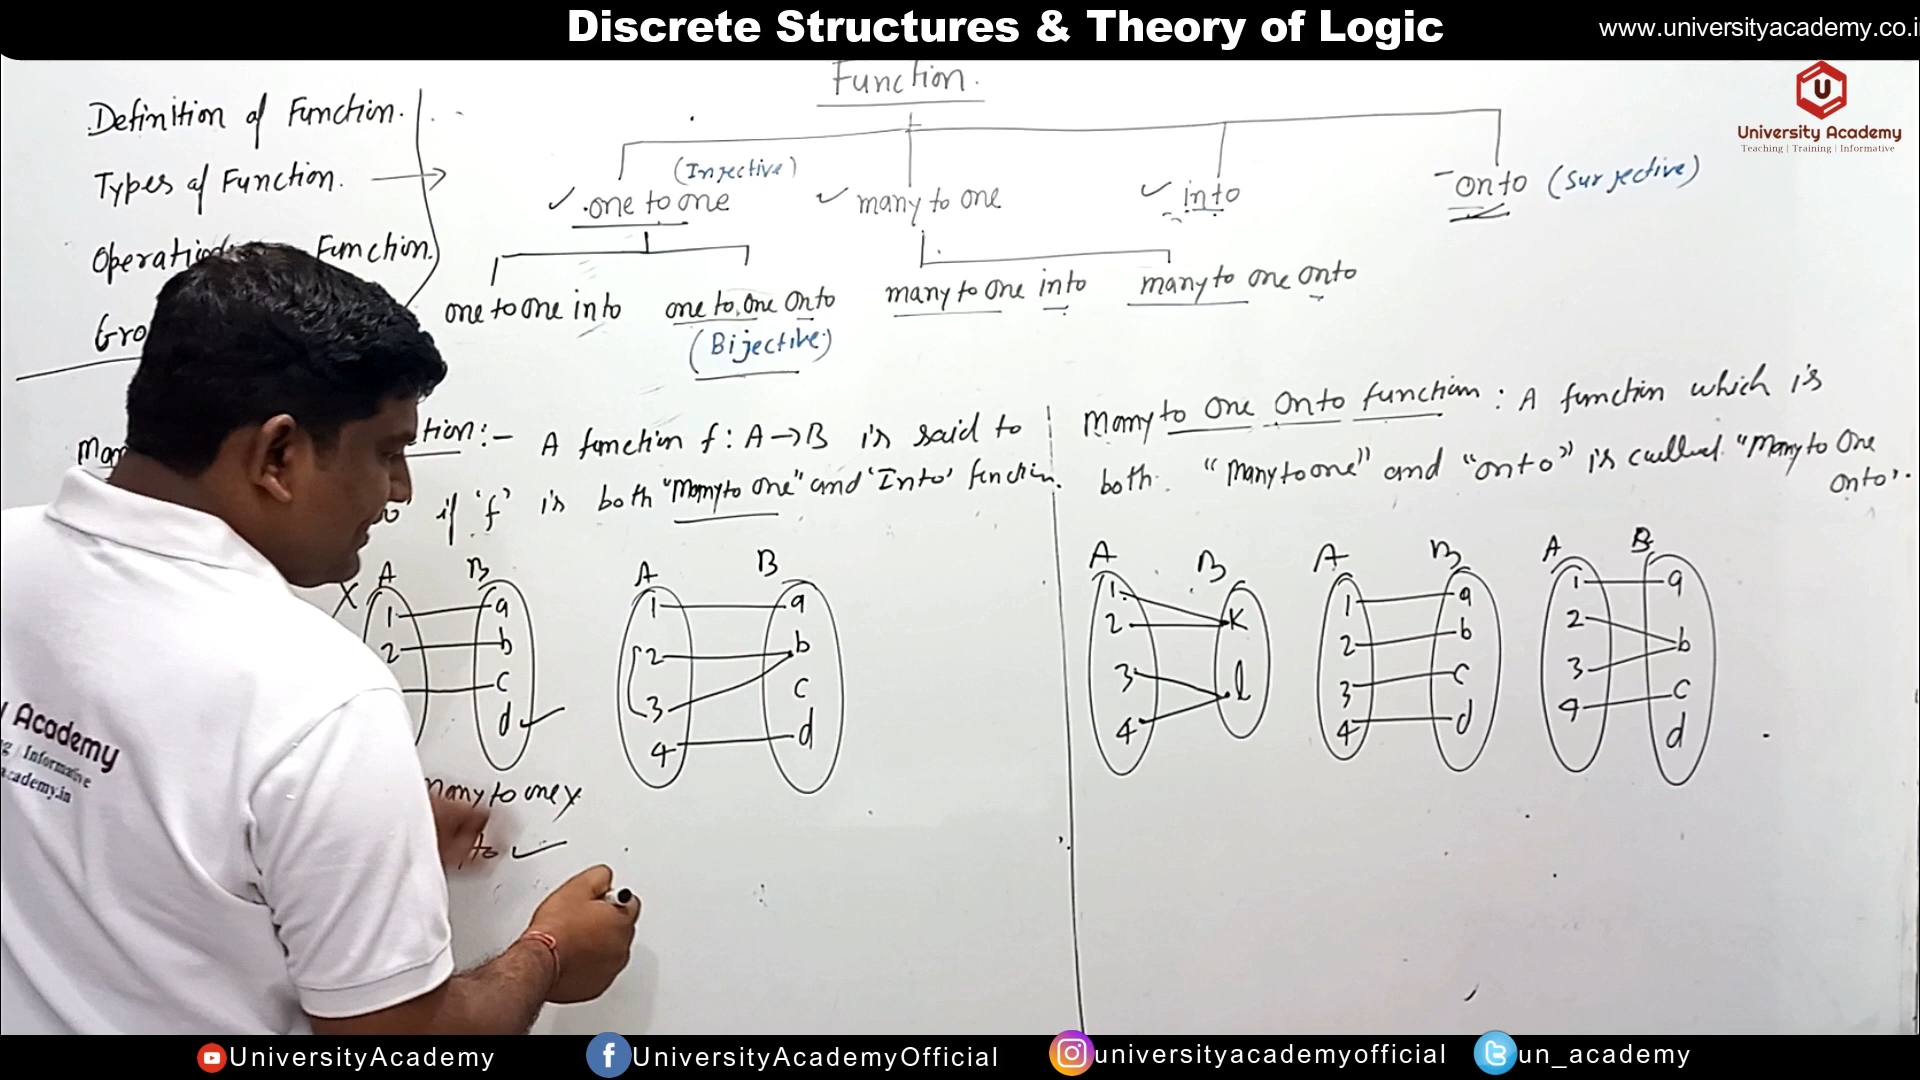 Discrete Structures & Theory of Logic
www.universityacademy.co.i
U
University Academy
Teaching | Training | Informative
Function.
Definition of Function.
Types of Function.
Function.
(Injective)
one to one
many to one
into
onto (Surjective)
one to one into
one to one onto
many to one into
many to one onto
(Bijective)
ction:- A function f: A→B is said to
if 'f' is both "Many to one" and 'Into' function.
Many to One Onto function: A function which is
both "Many to one" and "onto" is called "Many to One
onto".
X A B
1 a
2 b
c
d
many to one x
to ✓
A B
1 a
2 b
3 c
4 d
A B
1 K
2
3 l
4
A B
1 a
2 b
3 c
4 d
A B
1 a
2 b
3 c
4 d
Academy
Informative
academy.in
UniversityAcademy
UniversityAcademyOfficial
universityacademyofficial
un_academy